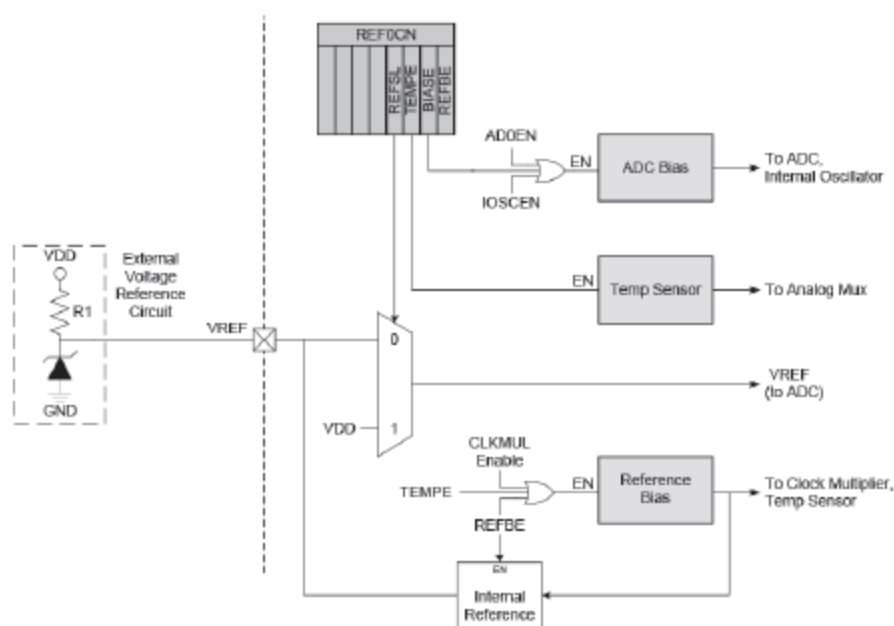 REF0CN
REFSL
TEMPE
BIASE
REFBE
AD0EN
IOSCEN
EN
ADC Bias
To ADC,
Internal Oscillator
EN
Temp Sensor
To Analog Mux
VDD
R1
GND
External
Voltage
Reference
Circuit
VREF
0
VDD
1
VREF
(to ADC)
CLKMUL
Enable
TEMPE
REFBE
EN
Reference
Bias
To Clock Multiplier,
Temp Sensor
EN
Internal
Reference